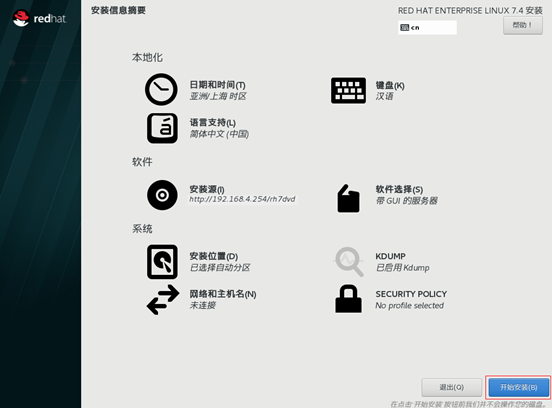 redhat
安装信息摘要
RED HAT ENTERPRISE LINUX 7.4 安装
cn
帮助！
本地化
日期和时间(T)
亚洲/上海 时区
键盘(K)
汉语
语言支持(L)
简体中文 (中国)
软件
安装源(I)
http://192.168.4.254/rh7dvd
软件选择(S)
带 GUI 的服务器
系统
安装位置(D)
已选择自动分区
KDUMP
已启用 Kdump
网络和主机名(N)
未连接
SECURITY POLICY
No profile selected
退出(Q)
开始安装(B)
在点击'开始安装'按钮前我们并不会操作您的磁盘。